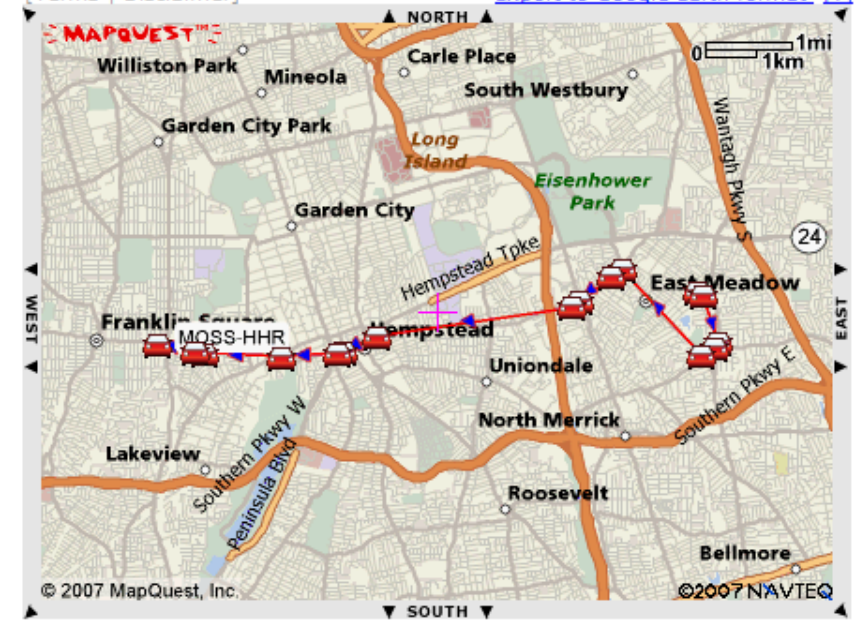 NORTH
MAPQUEST
Carle Place
0 1mi
1km
Williston Park
Mineola
South Westbury
Garden City Park
Long
Island
Wantagh Pkwy S
Eisenhower
Park
Garden City
24
Hempstead Tpke
East Meadow
WEST
EAST
Franklin Square
MOSS-HHR
Hempstead
Uniondale
Southern Pkwy E
North Merrick
Southern Pkwy W
Lakeview
Peninsula Blvd
Roosevelt
Bellmore
© 2007 MapQuest, Inc.
©2007 NAVTEQ
SOUTH